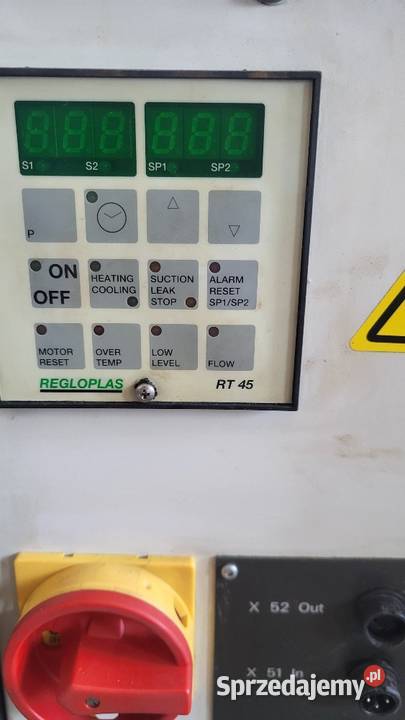 S1 S2 SP1 SP2
P
ON
OFF
HEATING
COOLING
SUCTION
LEAK
STOP
ALARM
RESET
SP1/SP2
MOTOR
RESET
OVER
TEMP
LOW
LEVEL
FLOW
REGLOPLAS RT 45
X 52 Out
X 51 In
Sprzedajemy.pl